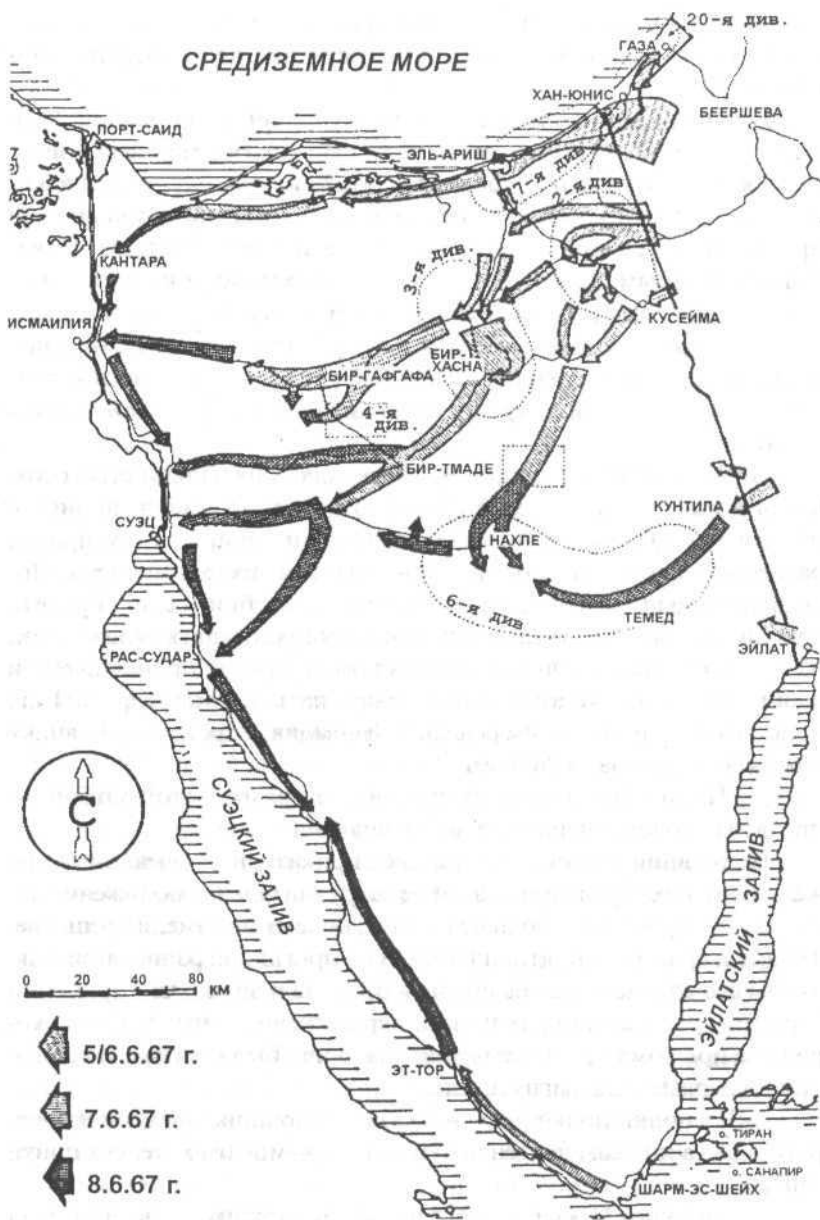 20-я див.
ГАЗА
СРЕДИЗЕМНОЕ МОРЕ
ХАН-ЮНИС
БЕЕРШЕВА
ПОРТ-САИД
ЭЛЬ-АРИШ
7-я див.
2-я див
3-я див.
КАНТАРА
ИСМАИЛИЯ
КУСЕЙМА
БИР-
ХАСНА
БИР-ГАФГАФА
4-я
див.
БИР-ТМАДЕ
КУНТИЛА
СУЭЦ
НАХЛЕ
6-я див
ТЕМЕД
ЭЙЛАТ
РАС-СУДАР
С
СУЭЦКИЙ ЗАЛИВ
ЭЙЛАТСКИЙ ЗАЛИВ
0 20 40 60 80 КМ
5/6.6.67 г.
ЭТ-ТОР
7.6.67 г.
о. ТИРАН
о. САНАПИР
8.6.67 г.
ШАРМ-ЭС-ШЕЙХ